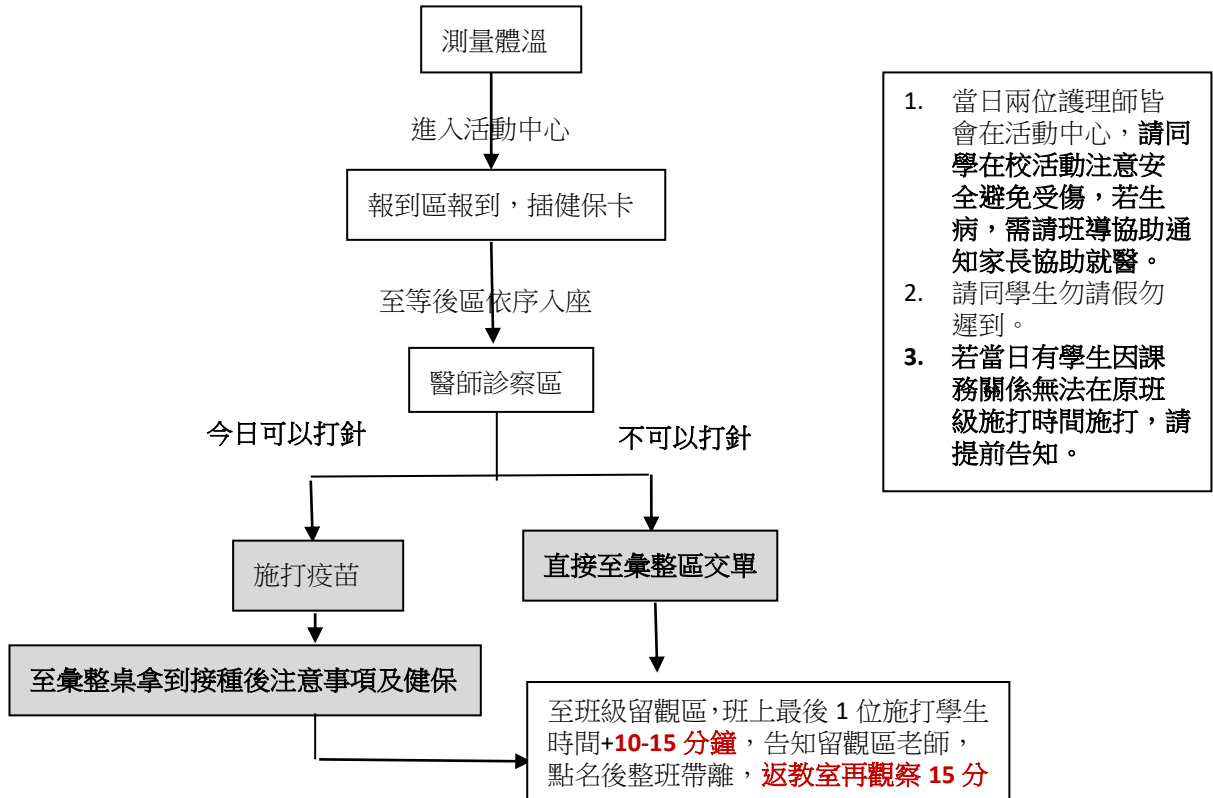 測量體溫
進入活動中心
報到區報到，插健保卡
至等後區依序入座
醫師診察區
今日可以打針
不可以打針
施打疫苗
直接至彙整區交單
至彙整桌拿到接種後注意事項及健保
至班級留觀區，班上最後 1 位施打學生
時間+10-15 分鐘，告知留觀區老師，
點名後整班帶離，返教室再觀察 15 分
1. 當日兩位護理師皆
會在活動中心，請同
學在校活動注意安
全避免受傷，若生
病，需請班導協助通
知家長協助就醫。
2. 請同學生勿請假勿
遲到。
3. 若當日有學生因課
務關係無法在原班
級施打時間施打，請
提前告知。